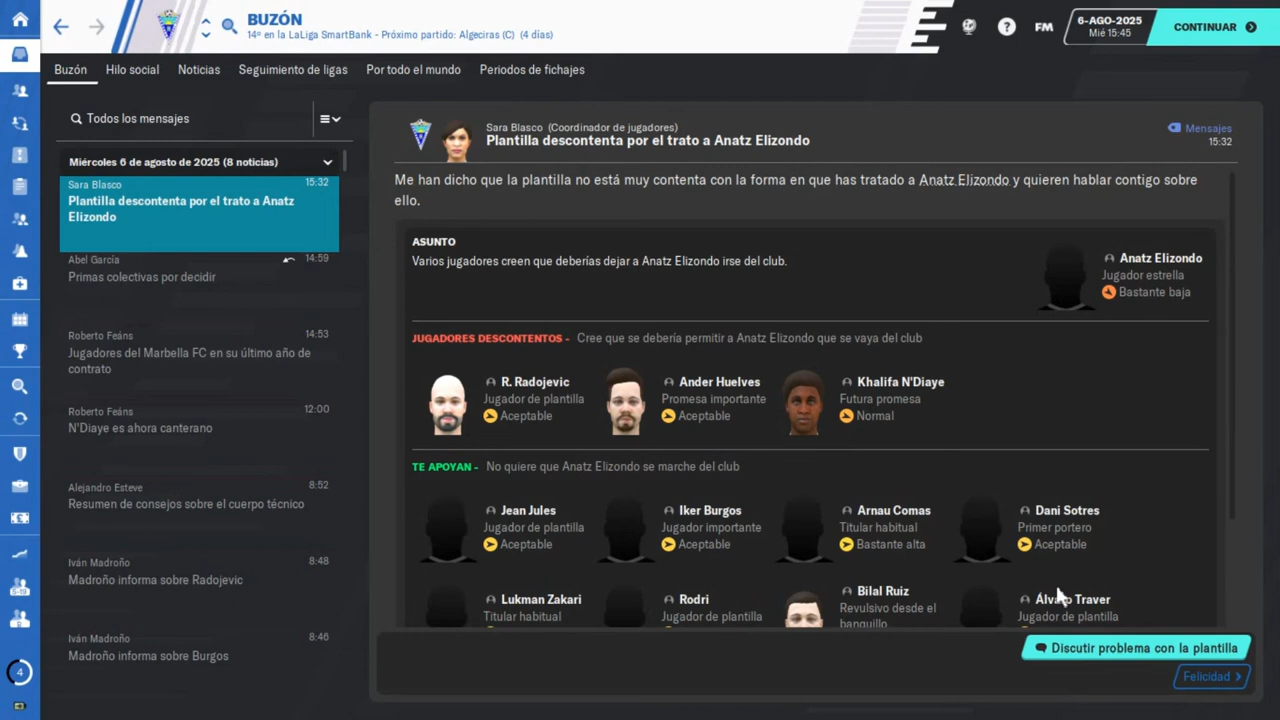 BUZÓN
14º en la LaLiga SmartBank - Próximo partido: Algeciras (C) (4 días)
?
FM
6-AGO-2025
Mié 15:45
CONTINUAR
Buzón
Hilo social
Noticias
Seguimiento de ligas
Por todo el mundo
Periodos de fichajes
Todos los mensajes
Miércoles 6 de agosto de 2025 (8 noticias)
Sara Blasco 15:32
Plantilla descontenta por el trato a Anatz
Elizondo
Abel García 14:59
Primas colectivas por decidir
Roberto Feáns 14:53
Jugadores del Marbella FC en su último año de
contrato
Roberto Feáns 12:00
N'Diaye es ahora canterano
Alejandro Esteve 8:52
Resumen de consejos sobre el cuerpo técnico
Iván Madroño 8:48
Madroño informa sobre Radojevic
Iván Madroño 8:46
Madroño informa sobre Burgos
4
Sara Blasco (Coordinador de jugadores)
Plantilla descontenta por el trato a Anatz Elizondo
Mensajes
15:32
Me han dicho que la plantilla no está muy contenta con la forma en que has tratado a Anatz Elizondo y quieren hablar contigo sobre
ello.
ASUNTO
Varios jugadores creen que deberías dejar a Anatz Elizondo irse del club.
Anatz Elizondo
Jugador estrella
Bastante baja
JUGADORES DESCONTENTOS - Cree que se debería permitir a Anatz Elizondo que se vaya del club
R. Radojevic
Jugador de plantilla
Aceptable
Ander Huelves
Promesa importante
Aceptable
Khalifa N'Diaye
Futura promesa
Normal
TE APOYAN - No quiere que Anatz Elizondo se marche del club
Jean Jules
Jugador de plantilla
Aceptable
Iker Burgos
Jugador importante
Aceptable
Arnau Comas
Titular habitual
Bastante alta
Dani Sotres
Primer portero
Aceptable
Lukman Zakari
Titular habitual
Rodri
Jugador de plantilla
Bilal Ruiz
Revulsivo desde el
banquillo
Álvaro Traver
Jugador de plantilla
Discutir problema con la plantilla
Felicidad